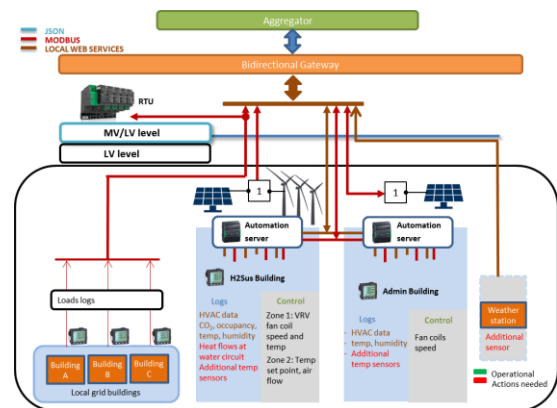 Aggregator
JSON
MODBUS
LOCAL WEB SERVICES
Bidirectional Gateway
RTU
MV/LV level
LV level
1
1
Automation
server
Automation
server
H2Sus Building
Admin Building
Loads logs
Logs
HVAC data
CO2, occupancy,
temp, humidity
Heat flows at
water circuit
Additional temp
sensors
Control
Zone 1: VRV
fan coil
speed and
temp
Zone 2: Temp
set point, air
flow
Logs
- HVAC data
- temp, humidity
- Additional
temp sensors
Control
Fan coils
speed
Weather
station
Additional
sensor
Building
A
Building
B
Building
C
Local grid buildings
Operational
Actions needed